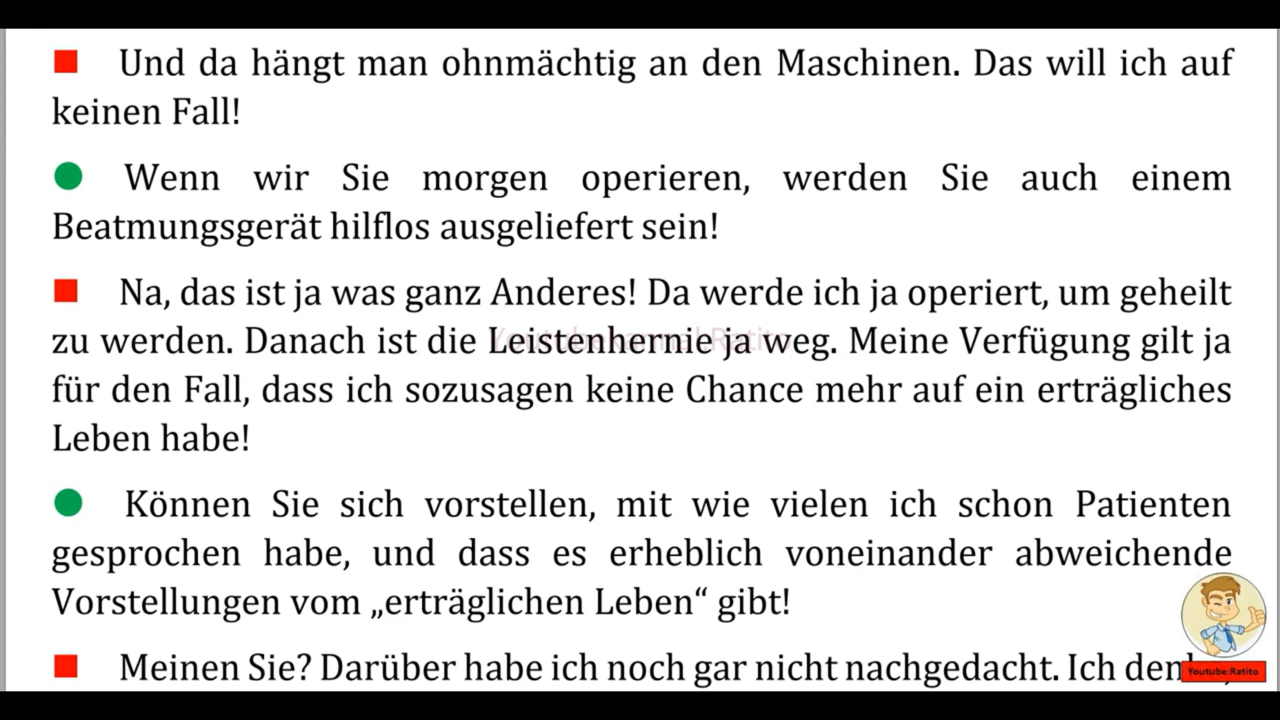 Und da hängt man ohnmächtig an den Maschinen. Das will ich auf
keinen Fall!
Wenn wir Sie morgen operieren, werden Sie auch einem
Beatmungsgerät hilflos ausgeliefert sein!
Na, das ist ja was ganz Anderes! Da werde ich ja operiert, um geheilt
zu werden. Danach ist die Leistenhernie ja weg. Meine Verfügung gilt ja
für den Fall, dass ich sozusagen keine Chance mehr auf ein erträgliches
Leben habe!
Können Sie sich vorstellen, mit wie vielen ich schon Patienten
gesprochen habe, und dass es erheblich voneinander abweichende
Vorstellungen vom „erträglichen Leben“ gibt!
Meinen Sie? Darüber habe ich noch gar nicht nachgedacht. Ich
Youtube:Ratito